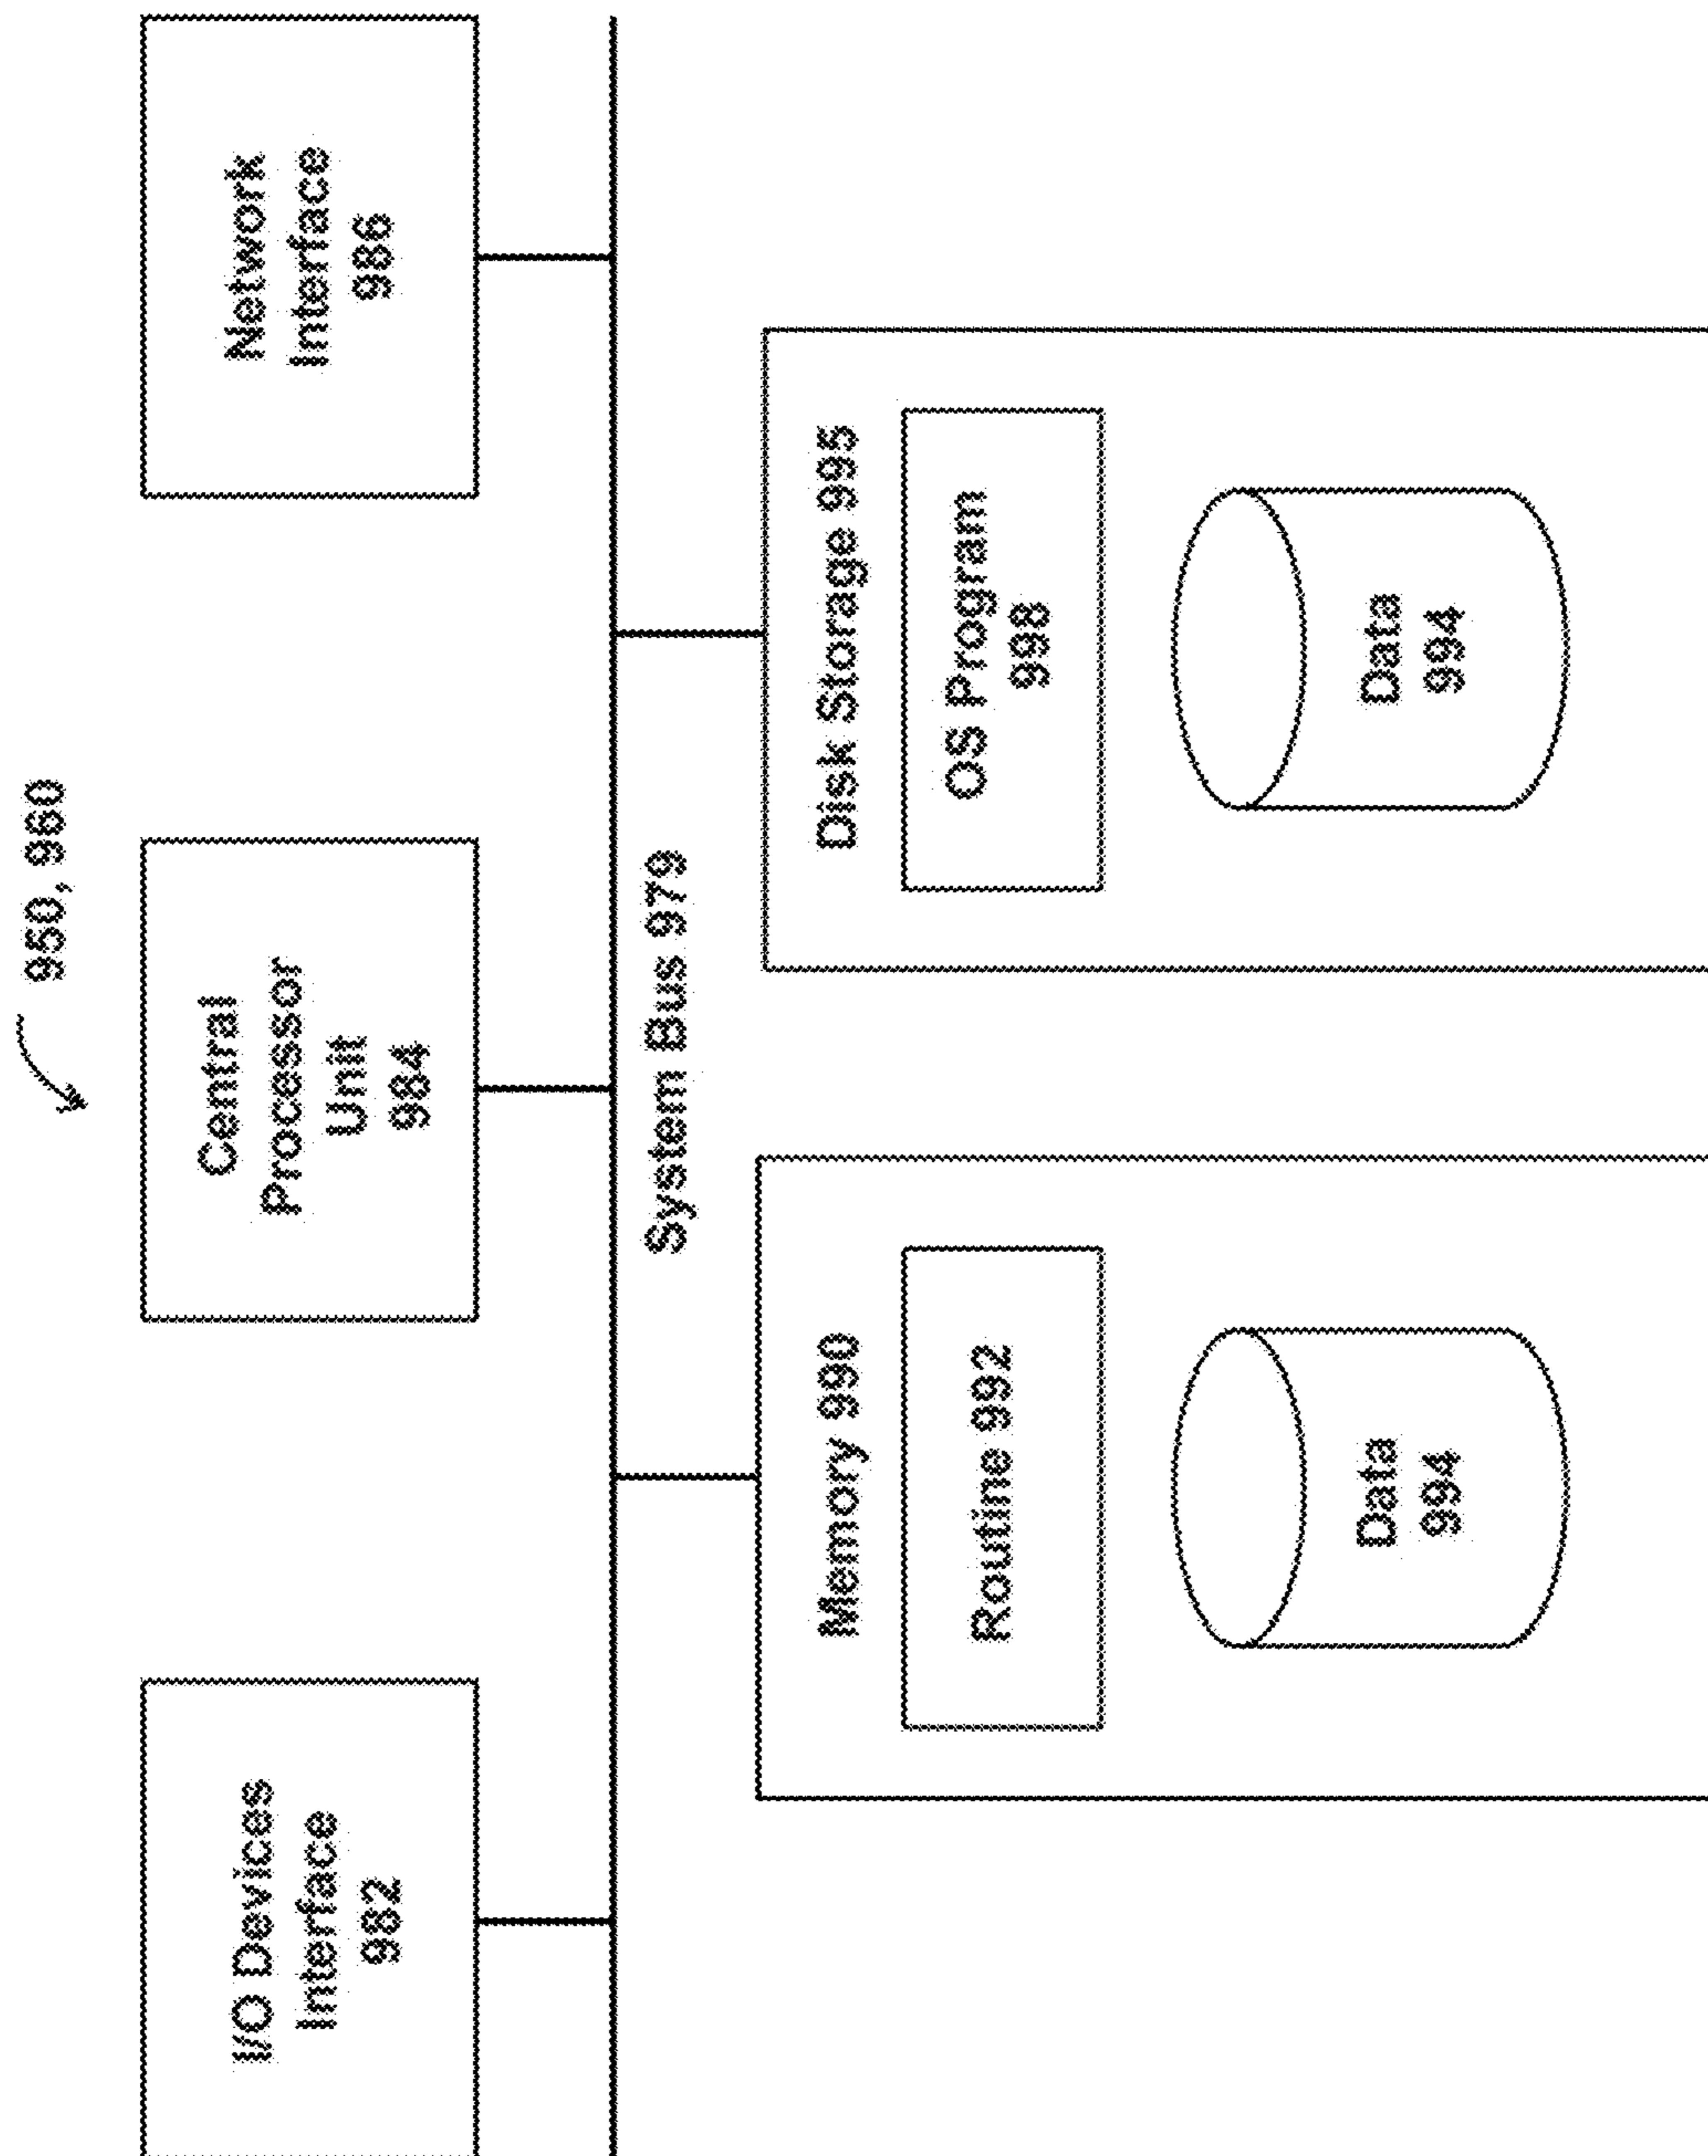 950, 960
I/O Devices
Interface
982
Central
Processor
Unit
984
Network
Interface
986
System Bus 979
Memory 990
Routine 992
Data
994
Disk Storage 995
OS Program
998
Data
994